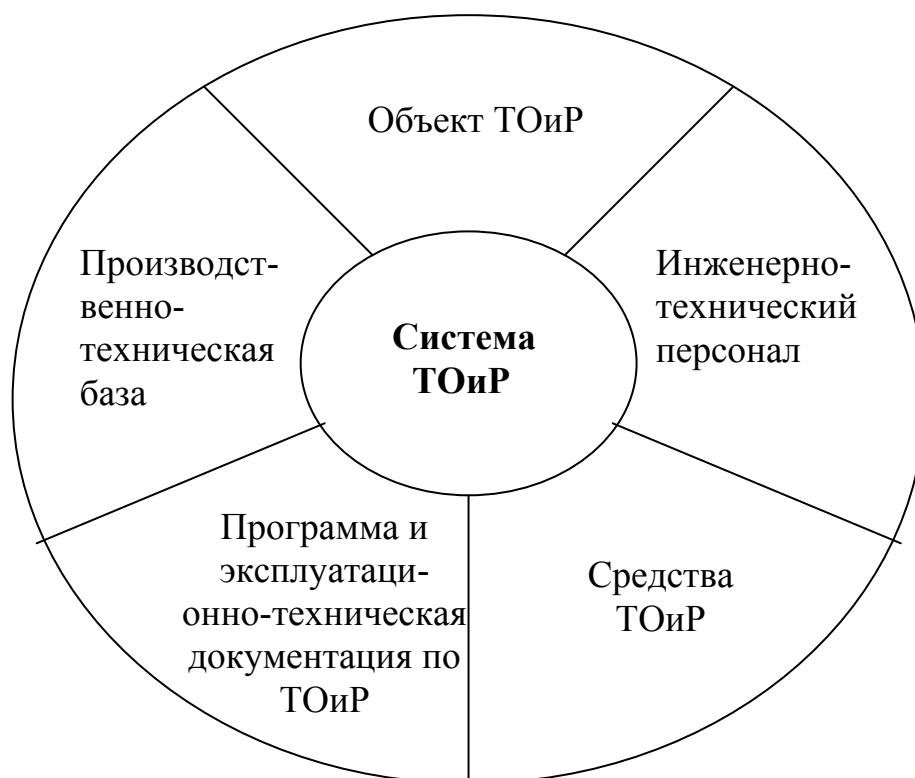 Объект ТОиР
Производст-
венно-
техническая
база
Система
ТОиР
Инженерно-
технический
персонал
Программа и
эксплуатаци-
онно-техническая
документация по
ТОиР
Средства
ТОиР